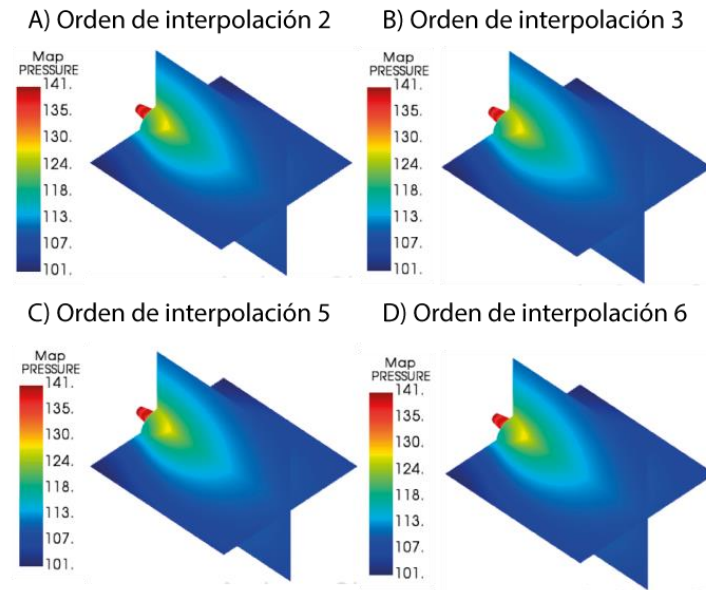 A) Orden de interpolación 2
Map
PRESSURE
141.
135.
130.
124.
118.
113.
107.
101.
B) Orden de interpolación 3
Map
PRESSURE
141.
135.
130.
124.
118.
113.
107.
101.
C) Orden de interpolación 5
Map
PRESSURE
141.
135.
130.
124.
118.
113.
107.
101.
D) Orden de interpolación 6
Map
PRESSURE
141.
135.
130.
124.
118.
113.
107.
101.